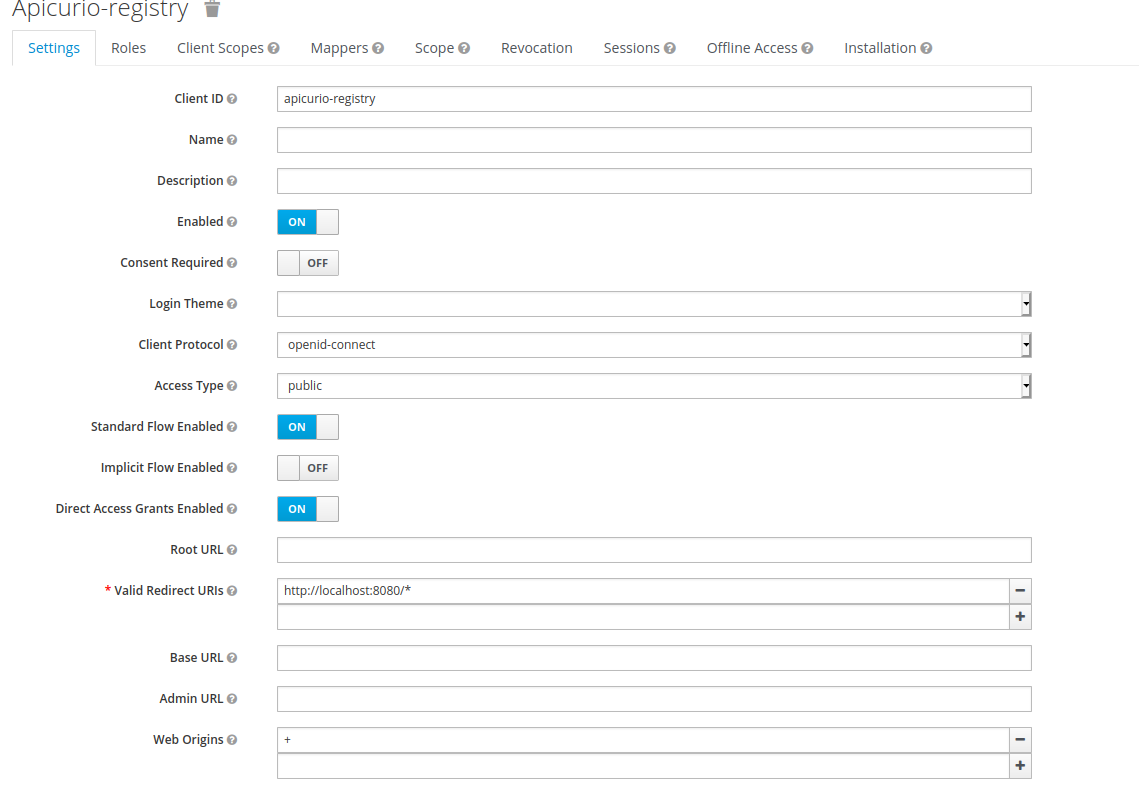 Apicurio-registry
Settings Roles Client Scopes Mappers Scope Revocation Sessions Offline Access Installation
Client ID apicurio-registry
Name
Description
Enabled ON
Consent Required OFF
Login Theme
Client Protocol openid-connect
Access Type public
Standard Flow Enabled ON
Implicit Flow Enabled OFF
Direct Access Grants Enabled ON
Root URL
* Valid Redirect URIs http://localhost:8080/*
Base URL
Admin URL
Web Origins +